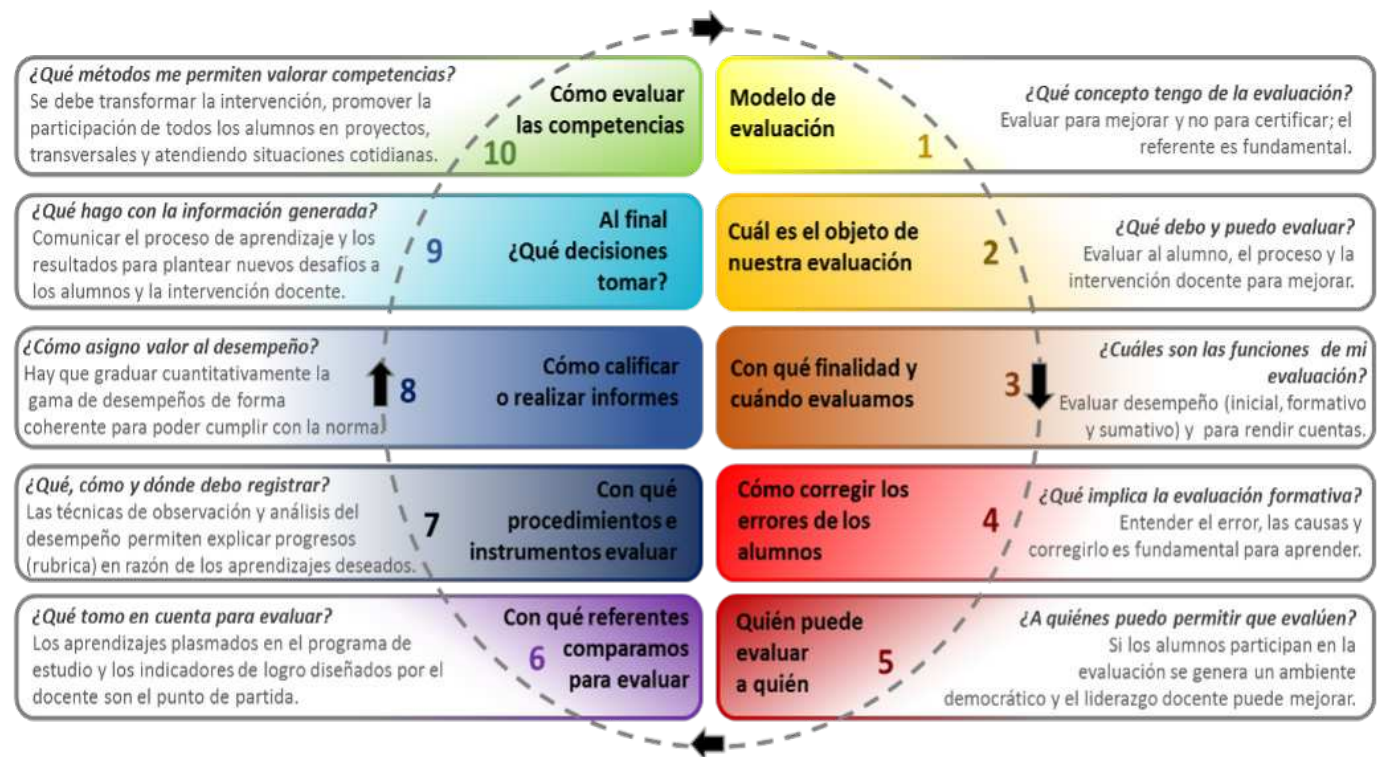 Modelo de
evaluación
1
¿Qué concepto tengo de la evaluación?
Evaluar para mejorar y no para certificar; el
referente es fundamental.
Cuál es el objeto de
nuestra evaluación
2
¿Qué debo y puedo evaluar?
Evaluar al alumno, el proceso y la
intervención docente para mejorar.
Con qué finalidad y
cuándo evaluamos
3
¿Cuáles son las funciones de mi
evaluación?
Evaluar desempeño (inicial, formativo
y sumativo) y para rendir cuentas.
Cómo corregir los
errores de los
alumnos
4
¿Qué implica la evaluación formativa?
Entender el error, las causas y
corregirlo es fundamental para aprender.
Quién puede
evaluar
a quién
5
¿A quiénes puedo permitir que evalúen?
Si los alumnos participan en la
evaluación se genera un ambiente
democrático y el liderazgo docente puede mejorar.
Con qué referentes
comparamos
para evaluar
6
¿Qué tomo en cuenta para evaluar?
Los aprendizajes plasmados en el programa de
estudio y los indicadores de logro diseñados por el
docente son el punto de partida.
Con qué
procedimientos e
instrumentos evaluar
7
¿Qué, cómo y dónde debo registrar?
Las técnicas de observación y análisis del
desempeño permiten explicar progresos
(rubrica) en razón de los aprendizajes deseados.
Cómo calificar
o realizar informes
8
¿Cómo asigno valor al desempeño?
Hay que graduar cuantitativamente la
gama de desempeños de forma
coherente para poder cumplir con la norma.
Al final
¿Qué decisiones
tomar?
9
¿Qué hago con la información generada?
Comunicar el proceso de aprendizaje y los
resultados para plantear nuevos desafíos a
los alumnos y la intervención docente.
Cómo evaluar
las competencias
10
¿Qué métodos me permiten valorar competencias?
Se debe transformar la intervención, promover la
participación de todos los alumnos en proyectos,
transversales y atendiendo situaciones cotidianas.